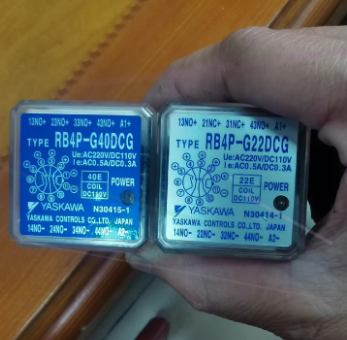 13NO+ 23NO+ 33NO+ 43NO+ A1+
TYPE RB4P-G40DCG
Ue:AC220V/DC110V
Ie:AC0.5A/DC0.3A
40E
COIL
DC110V
POWER
YASKAWA N30415-1
YASKAWA CONTROLS CO.,LTD. JAPAN
14NO- 24NO- 34NO- 44NO- A2-
13NO+ 21NC+ 31NC+ 43NO+ A1+
TYPE RB4P-G22DCG
Ue:AC220V/DC110V
Ie:AC0.5A/DC0.3A
22E
COIL
DC110V
POWER
YASKAWA N30414-1
YASKAWA CONTROLS CO.,LTD. JAPAN
14NO- 22NC- 32NC- 44NO- A2-